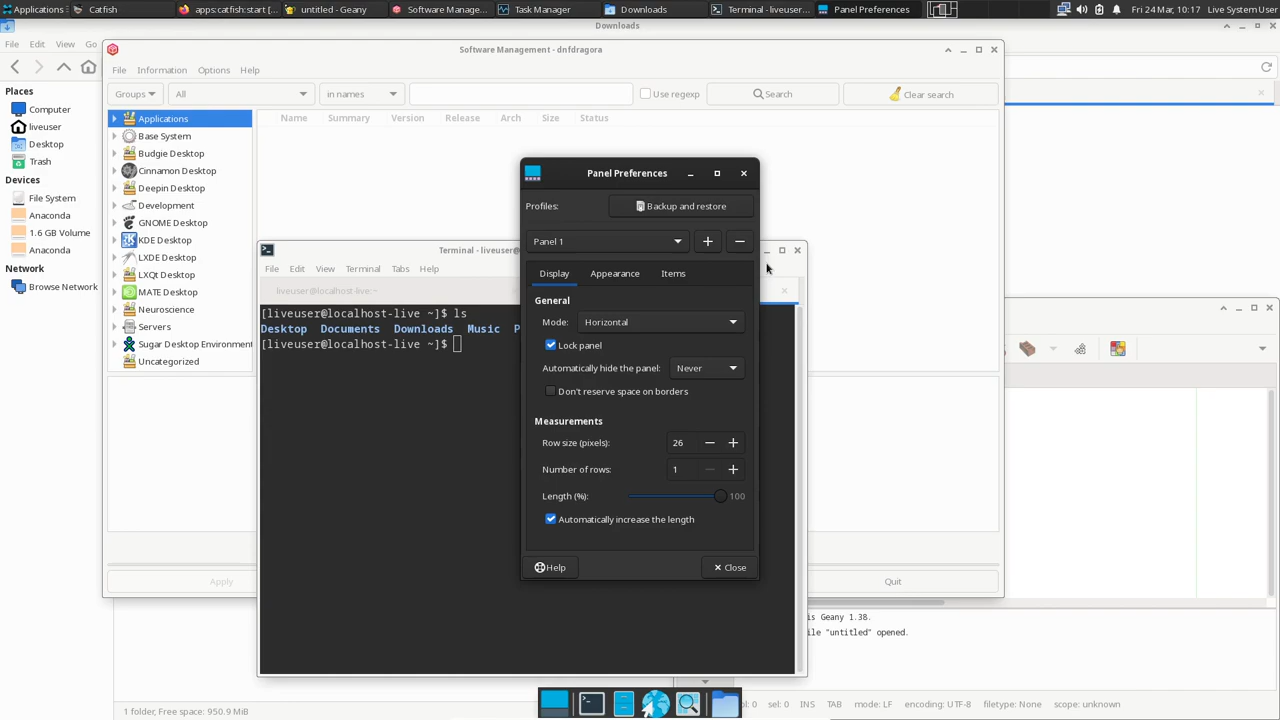 Applications
Catfish
apps:catfish:start [...
untitled - Geany
Software Manageme...
Task Manager
Downloads
Terminal - liveuser...
Panel Preferences
Fri 24 Mar, 10:17
Live System User
Downloads
File
Edit
View
Go
Software Management - dnfdragora
File
Information
Options
Help
Groups
All
in names
Use regexp
Search
Clear search
Places
Computer
liveuser
Desktop
Trash
Devices
File System
Anaconda
1.6 GB Volume
Anaconda
Network
Browse Network
Applications
Base System
Budgie Desktop
Cinnamon Desktop
Deepin Desktop
Development
GNOME Desktop
KDE Desktop
LXDE Desktop
LXQt Desktop
MATE Desktop
Neuroscience
Servers
Sugar Desktop Environment
Uncategorized
Name
Summary
Version
Release
Arch
Size
Status
Apply
Quit
Terminal - liveuser@
File
Edit
View
Terminal
Tabs
Help
liveuser@localhost-live:~
[liveuser@localhost-live ~]$ ls
Desktop Documents Downloads Music P
[liveuser@localhost-live ~]$
Panel Preferences
Profiles:
Backup and restore
Panel 1
Display
Appearance
Items
General
Mode:
Horizontal
Lock panel
Automatically hide the panel:
Never
Don't reserve space on borders
Measurements
Row size (pixels):
26
Number of rows:
1
Length (%):
100
Automatically increase the length
Help
Close
is Geany 1.38.
ile "untitled" opened.
1 folder, Free space: 950.9 MiB
ol: 0
sel: 0
INS
TAB
mode: LF
encoding: UTF-8
filetype: None
scope: unknown